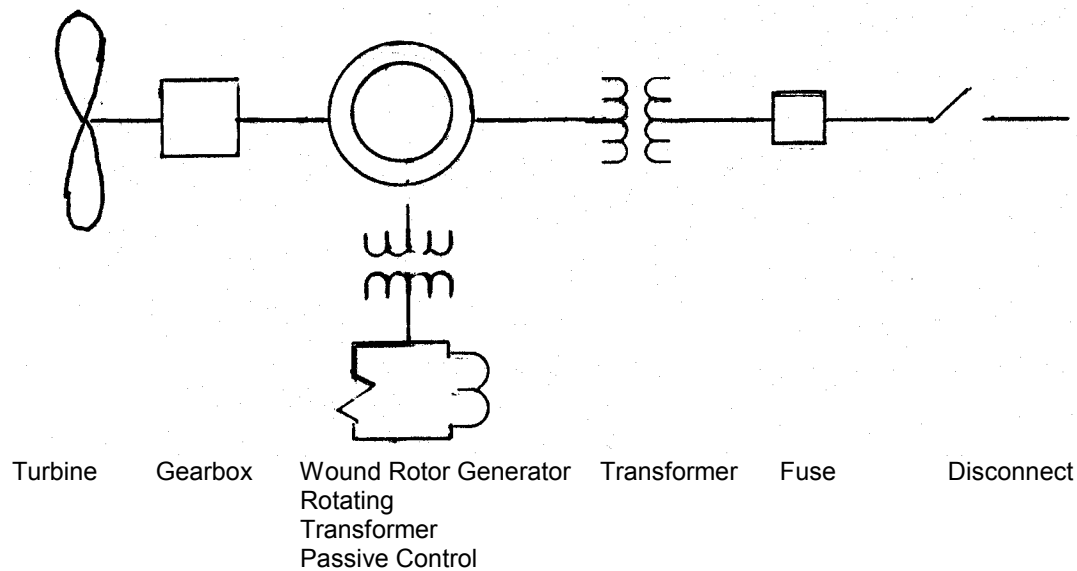 Turbine Gearbox Wound Rotor Generator Transformer Fuse Disconnect
Rotating
Transformer
Passive Control